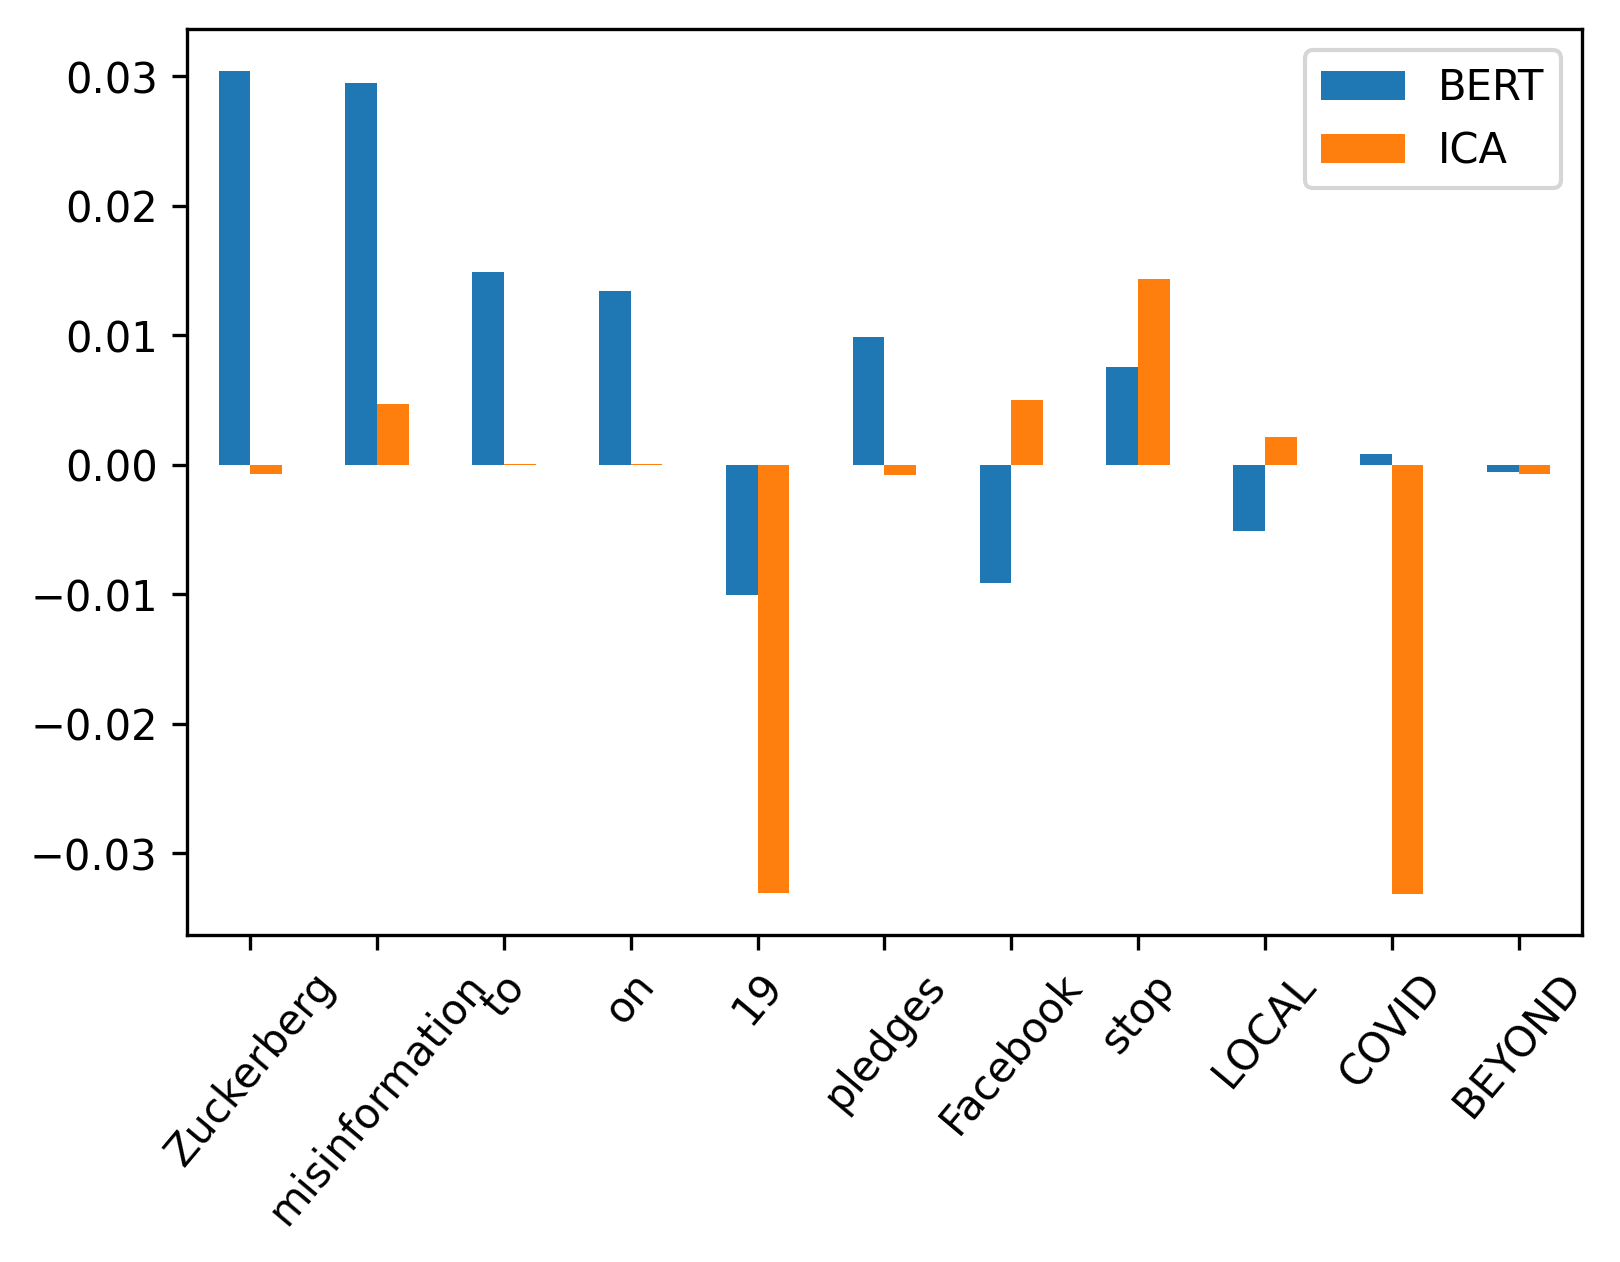 0.03
0.02
0.01
0.00
−0.01
−0.02
−0.03
BERT
ICA
Zuckerberg
misinformation
to
on
19
pledges
Facebook
stop
LOCAL
COVID
BEYOND